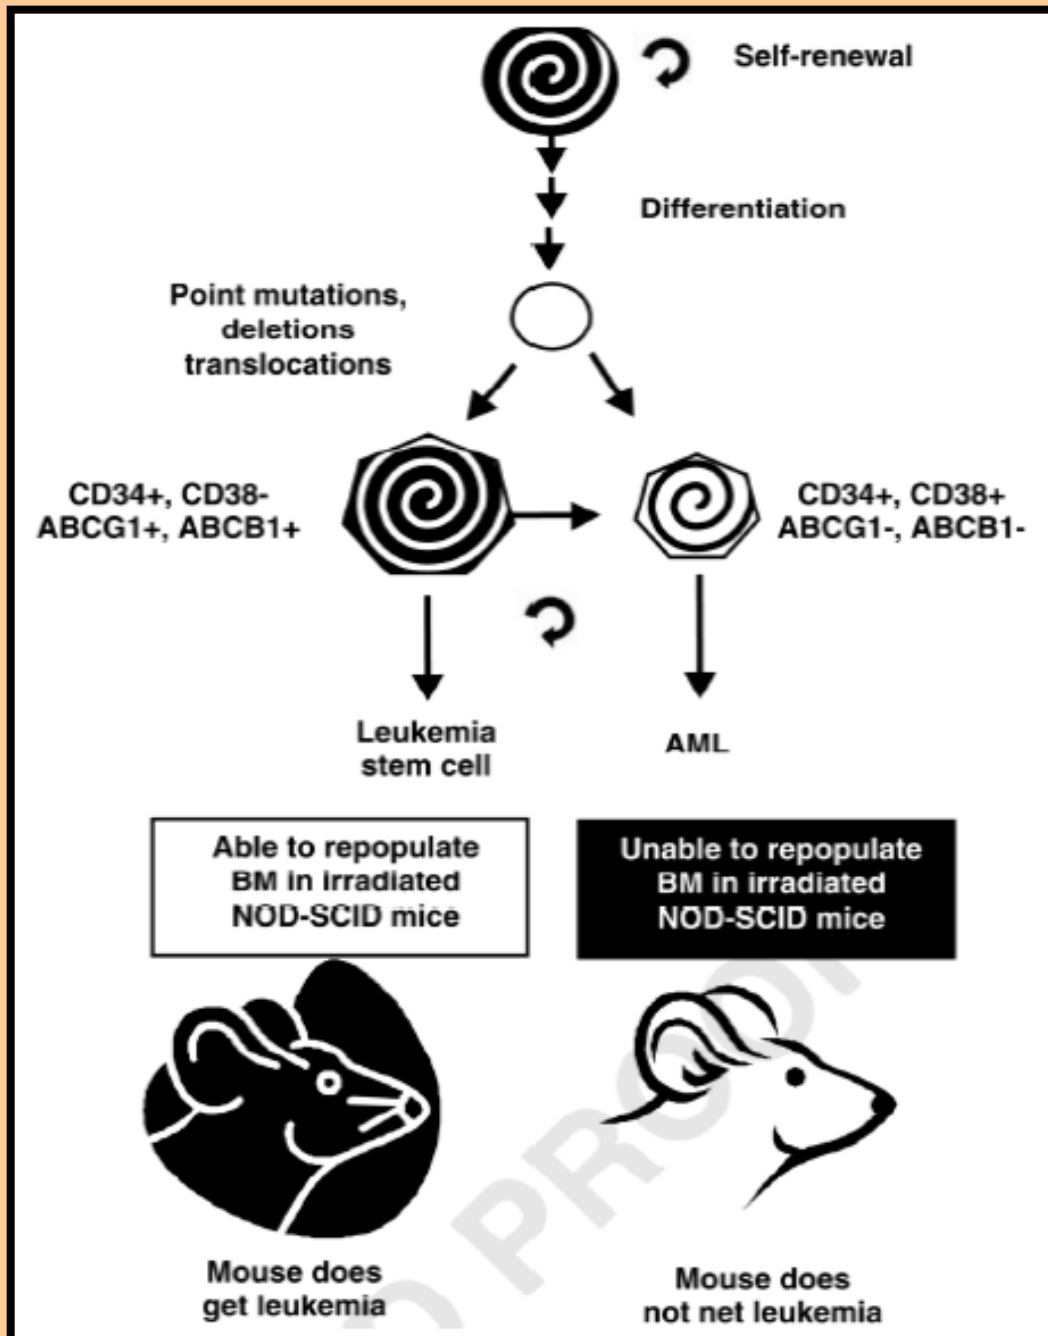 Self-renewal
Differentiation
Point mutations,
deletions
translocations
CD34+, CD38-
ABCG1+, ABCB1+
CD34+, CD38+
ABCG1-, ABCB1-
Leukemia
stem cell
AML
Able to repopulate
BM in irradiated
NOD-SCID mice
Unable to repopulate
BM in irradiated
NOD-SCID mice
Mouse does
get leukemia
Mouse does
not net leukemia